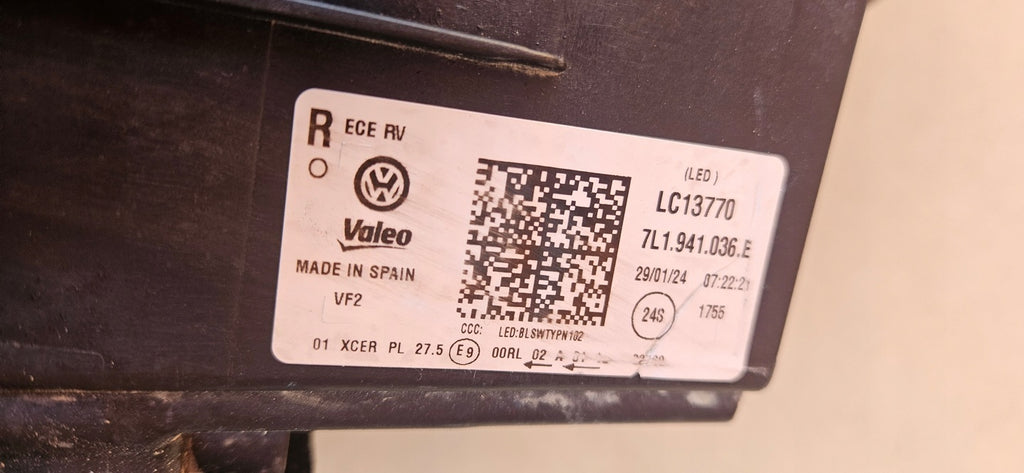 R ECE RV
VW
Valeo
MADE IN SPAIN
VF2
(LED)
LC13770
7L1.941.036.E
29/01/24 07:22:21
24S 1755
CCC: LED:BLSWTYPN102
01 XCER PL 27.5 E9 00RL 02 A